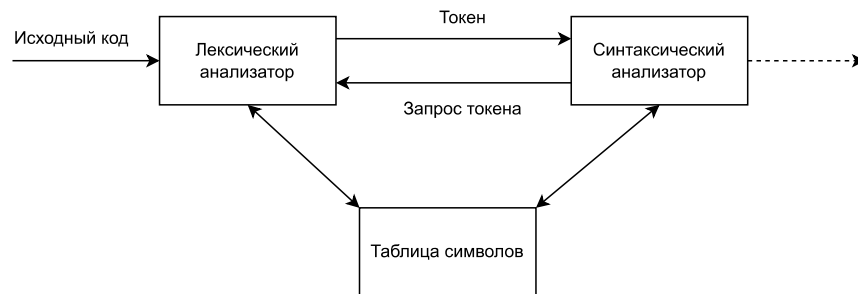 Токен
Исходный код
Лексический
анализатор
Синтаксический
анализатор
Запрос токена
Таблица символов